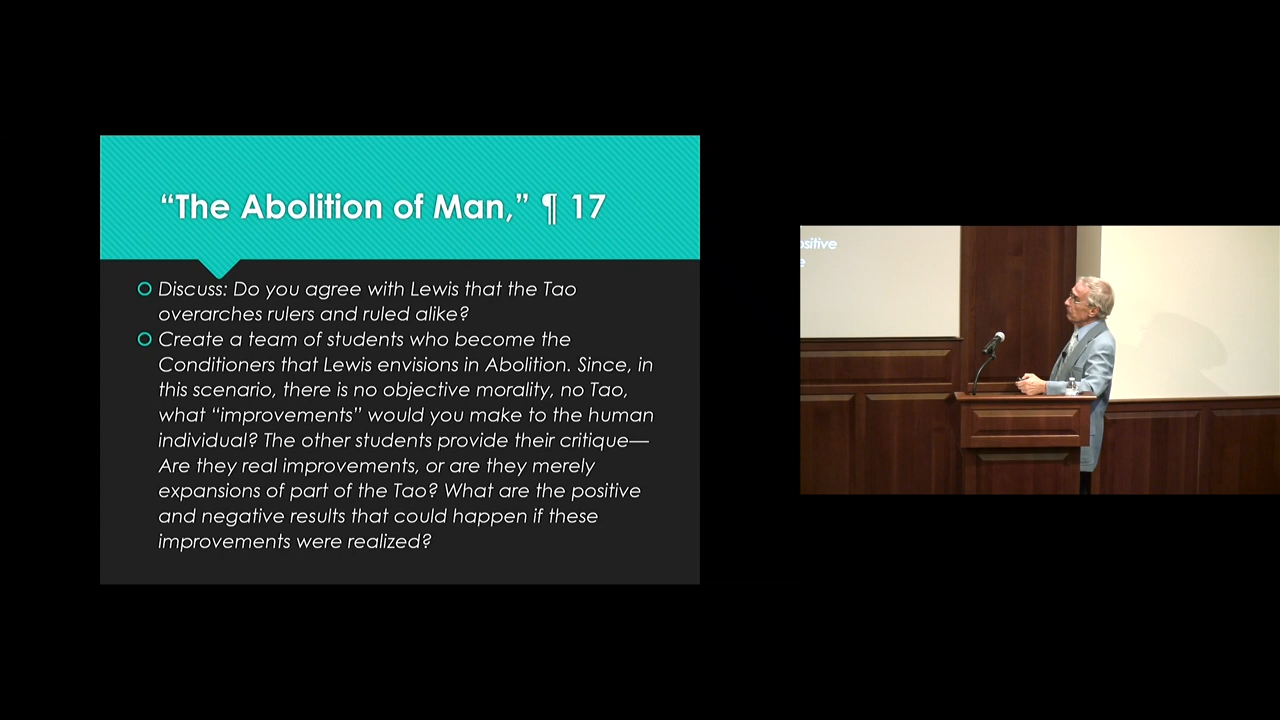 “The Abolition of Man,” ¶ 17
Discuss: Do you agree with Lewis that the Tao
overarches rulers and ruled alike?
Create a team of students who become the
Conditioners that Lewis envisions in Abolition. Since, in
this scenario, there is no objective morality, no Tao,
what “improvements” would you make to the human
individual? The other students provide their critique—
Are they real improvements, or are they merely
expansions of part of the Tao? What are the positive
and negative results that could happen if these
improvements were realized?
ositive
e